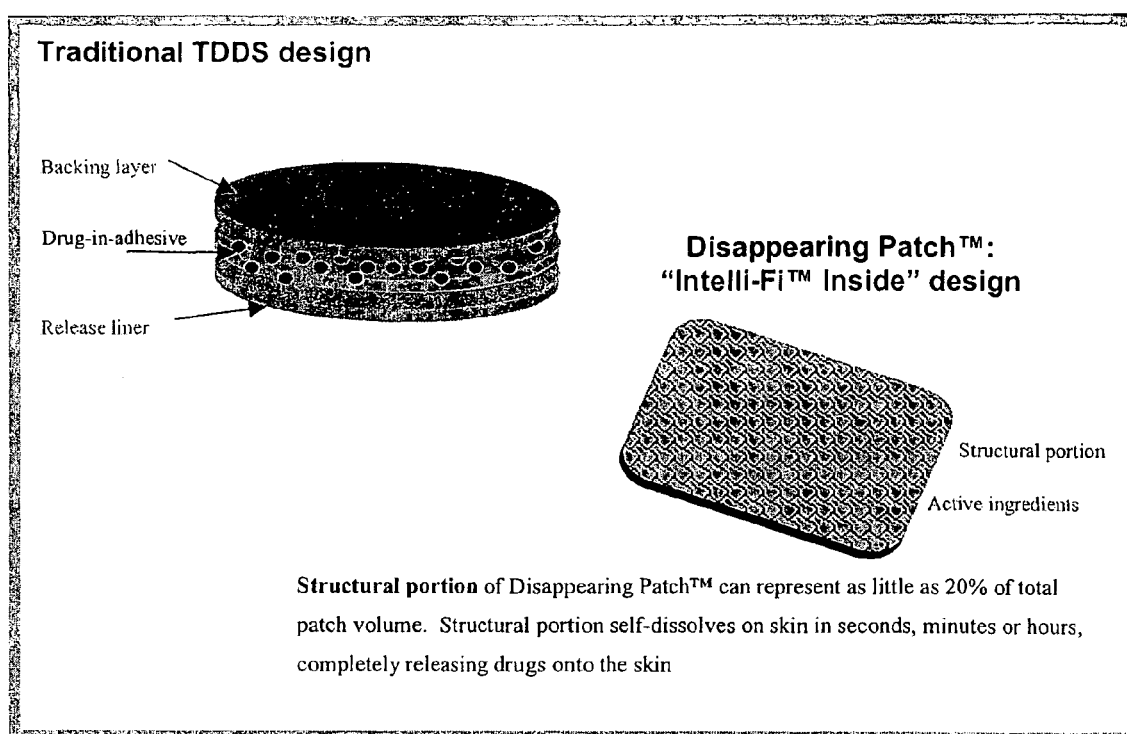 Traditional TDDS design
Backing layer
Drug-in-adhesive
Release liner
Disappearing Patch™:
“Intelli-Fi™ Inside” design
Structural portion
Active ingredients
Structural portion of Disappearing Patch™ can represent as little as 20% of total
patch volume. Structural portion self-dissolves on skin in seconds, minutes or hours,
completely releasing drugs onto the skin